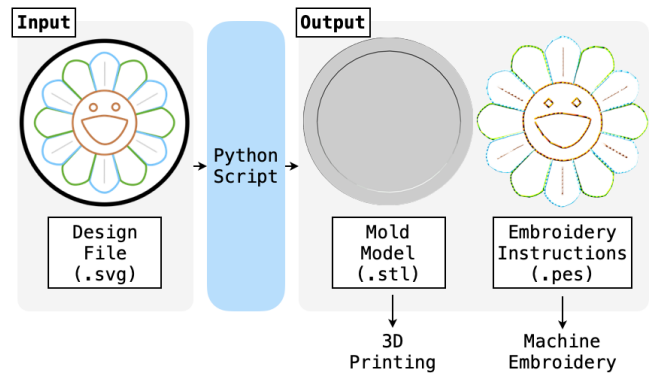 Input
Output
Python
Script
Design
File
(.svg)
Mold
Model
(.stl)
Embroidery
Instructions
(.pes)
3D
Printing
Machine
Embroidery